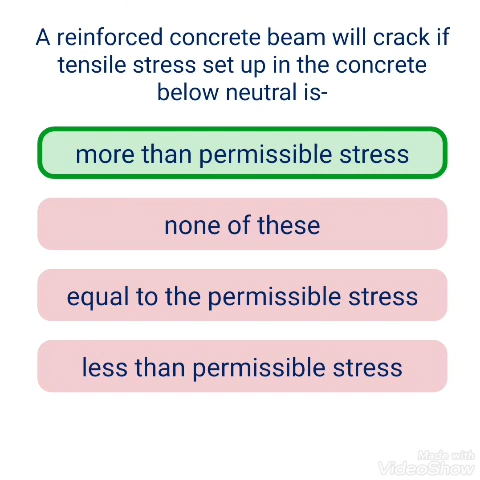 A reinforced concrete beam will crack if
tensile stress set up in the concrete
below neutral is-
more than permissible stress
none of these
equal to the permissible stress
less than permissible stress
Made with
VideoShow